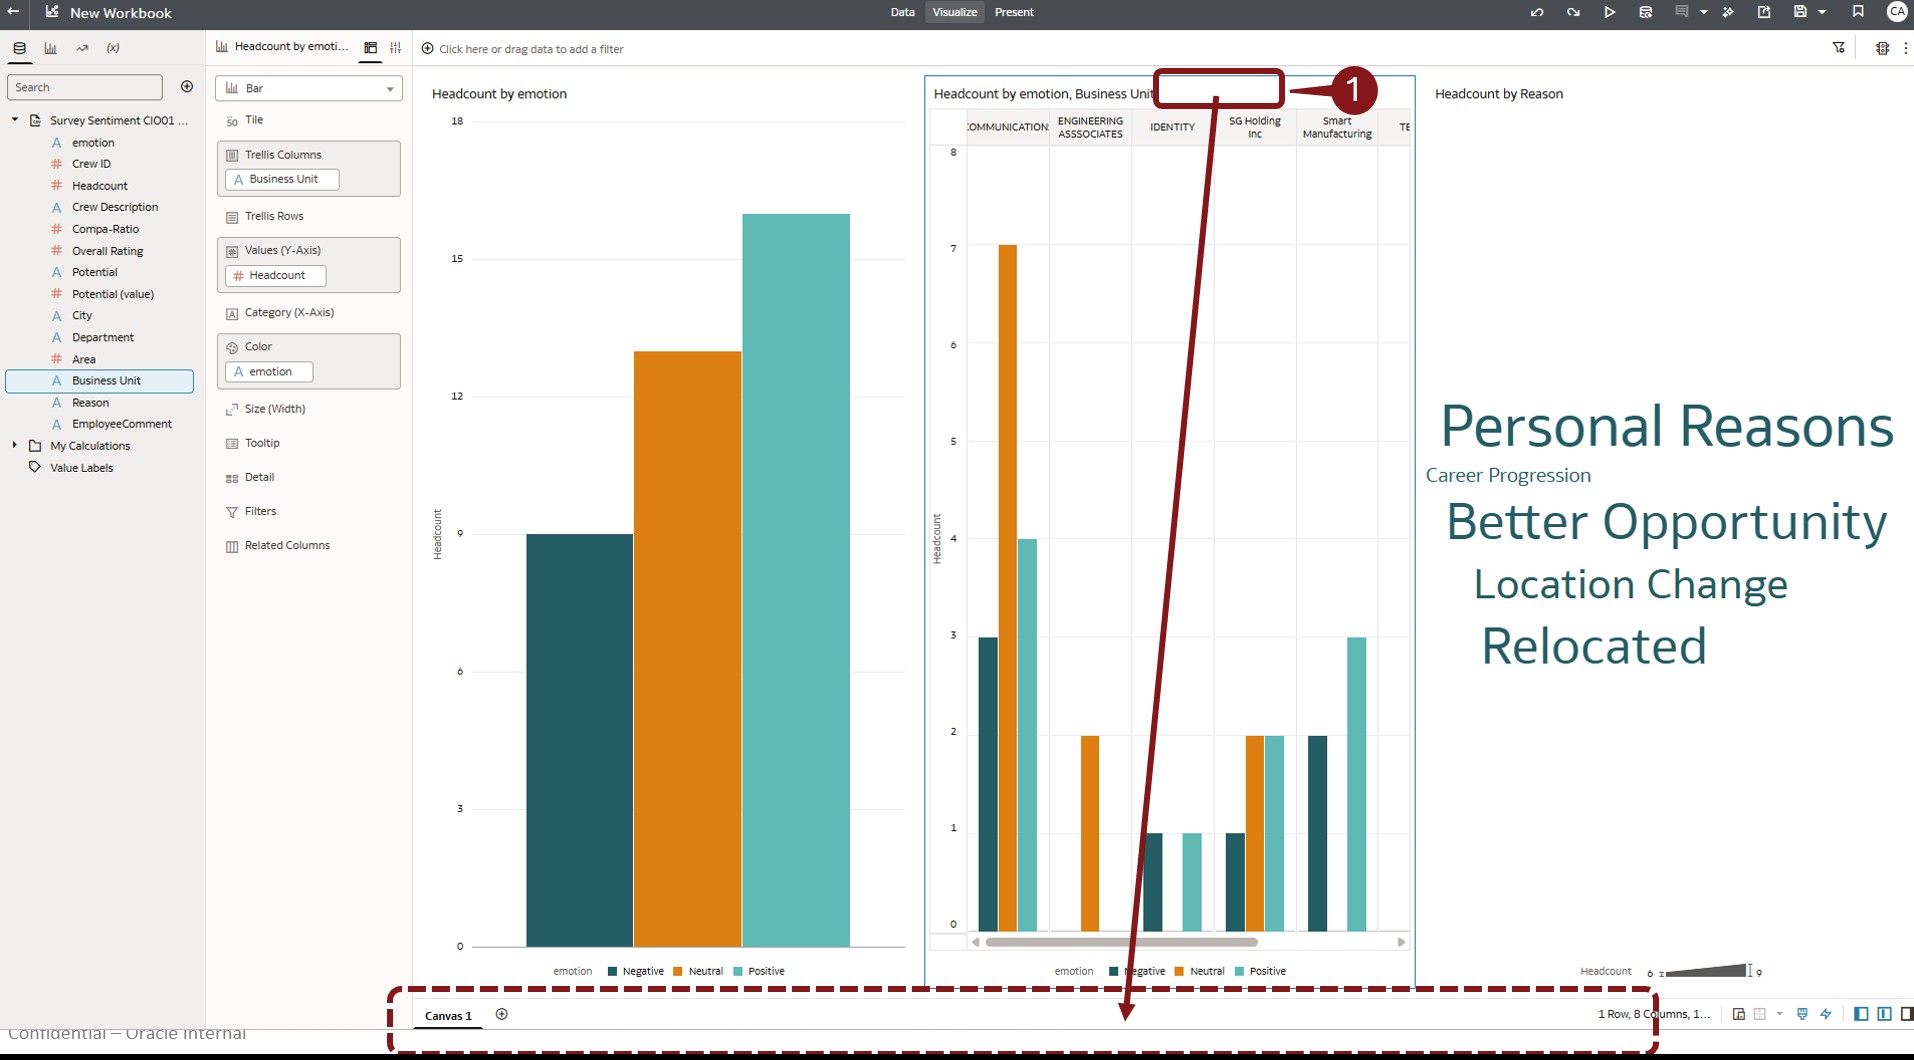 New Workbook
Data Visualize Present
CA
(x)
Headcount by emoti...
Click here or drag data to add a filter
Search
Survey Sentiment CIO01 ...
A emotion
# Crew ID
# Headcount
A Crew Description
# Compa-Ratio
# Overall Rating
A Potential
# Potential (value)
A City
A Department
# Area
A Business Unit
A Reason
A EmployeeComment
My Calculations
Value Labels
Bar
50 Tile
Trellis Columns
A Business Unit
Trellis Rows
# Values (Y-Axis)
# Headcount
A Category (X-Axis)
Color
A emotion
Size (Width)
Tooltip
Detail
Filters
Related Columns
Headcount by emotion
18
15
12
9
6
3
0
Headcount
emotion Negative Neutral Positive
Headcount by emotion, Business Unit
1
OMMUNICATION
ENGINEERING
ASSSOCIATES
IDENTITY
SG Holding
Inc
Smart
Manufacturing
TE
8
7
6
5
4
3
2
1
0
Headcount
emotion Negative Neutral Positive
Headcount by Reason
Personal Reasons
Career Progression
Better Opportunity
Location Change
Relocated
Headcount 6 9
Canvas 1
1 Row, 8 Columns, 1...
Confidential – Oracle Internal